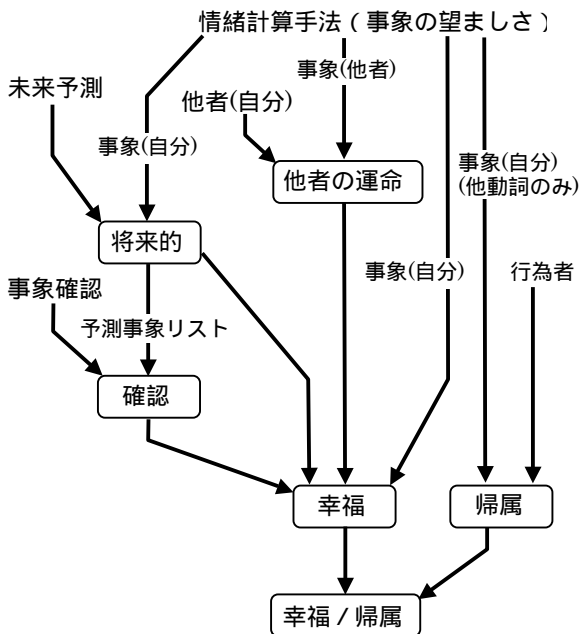 情緒計算手法 ( 事象の望ましさ )
事象(他者)
未来予測
他者(自分)
事象(自分)
事象(自分)
(他動詞のみ)
他者の運命
将来的
事象(自分)
行為者
事象確認
予測事象リスト
確認
幸福
帰属
幸福 / 帰属